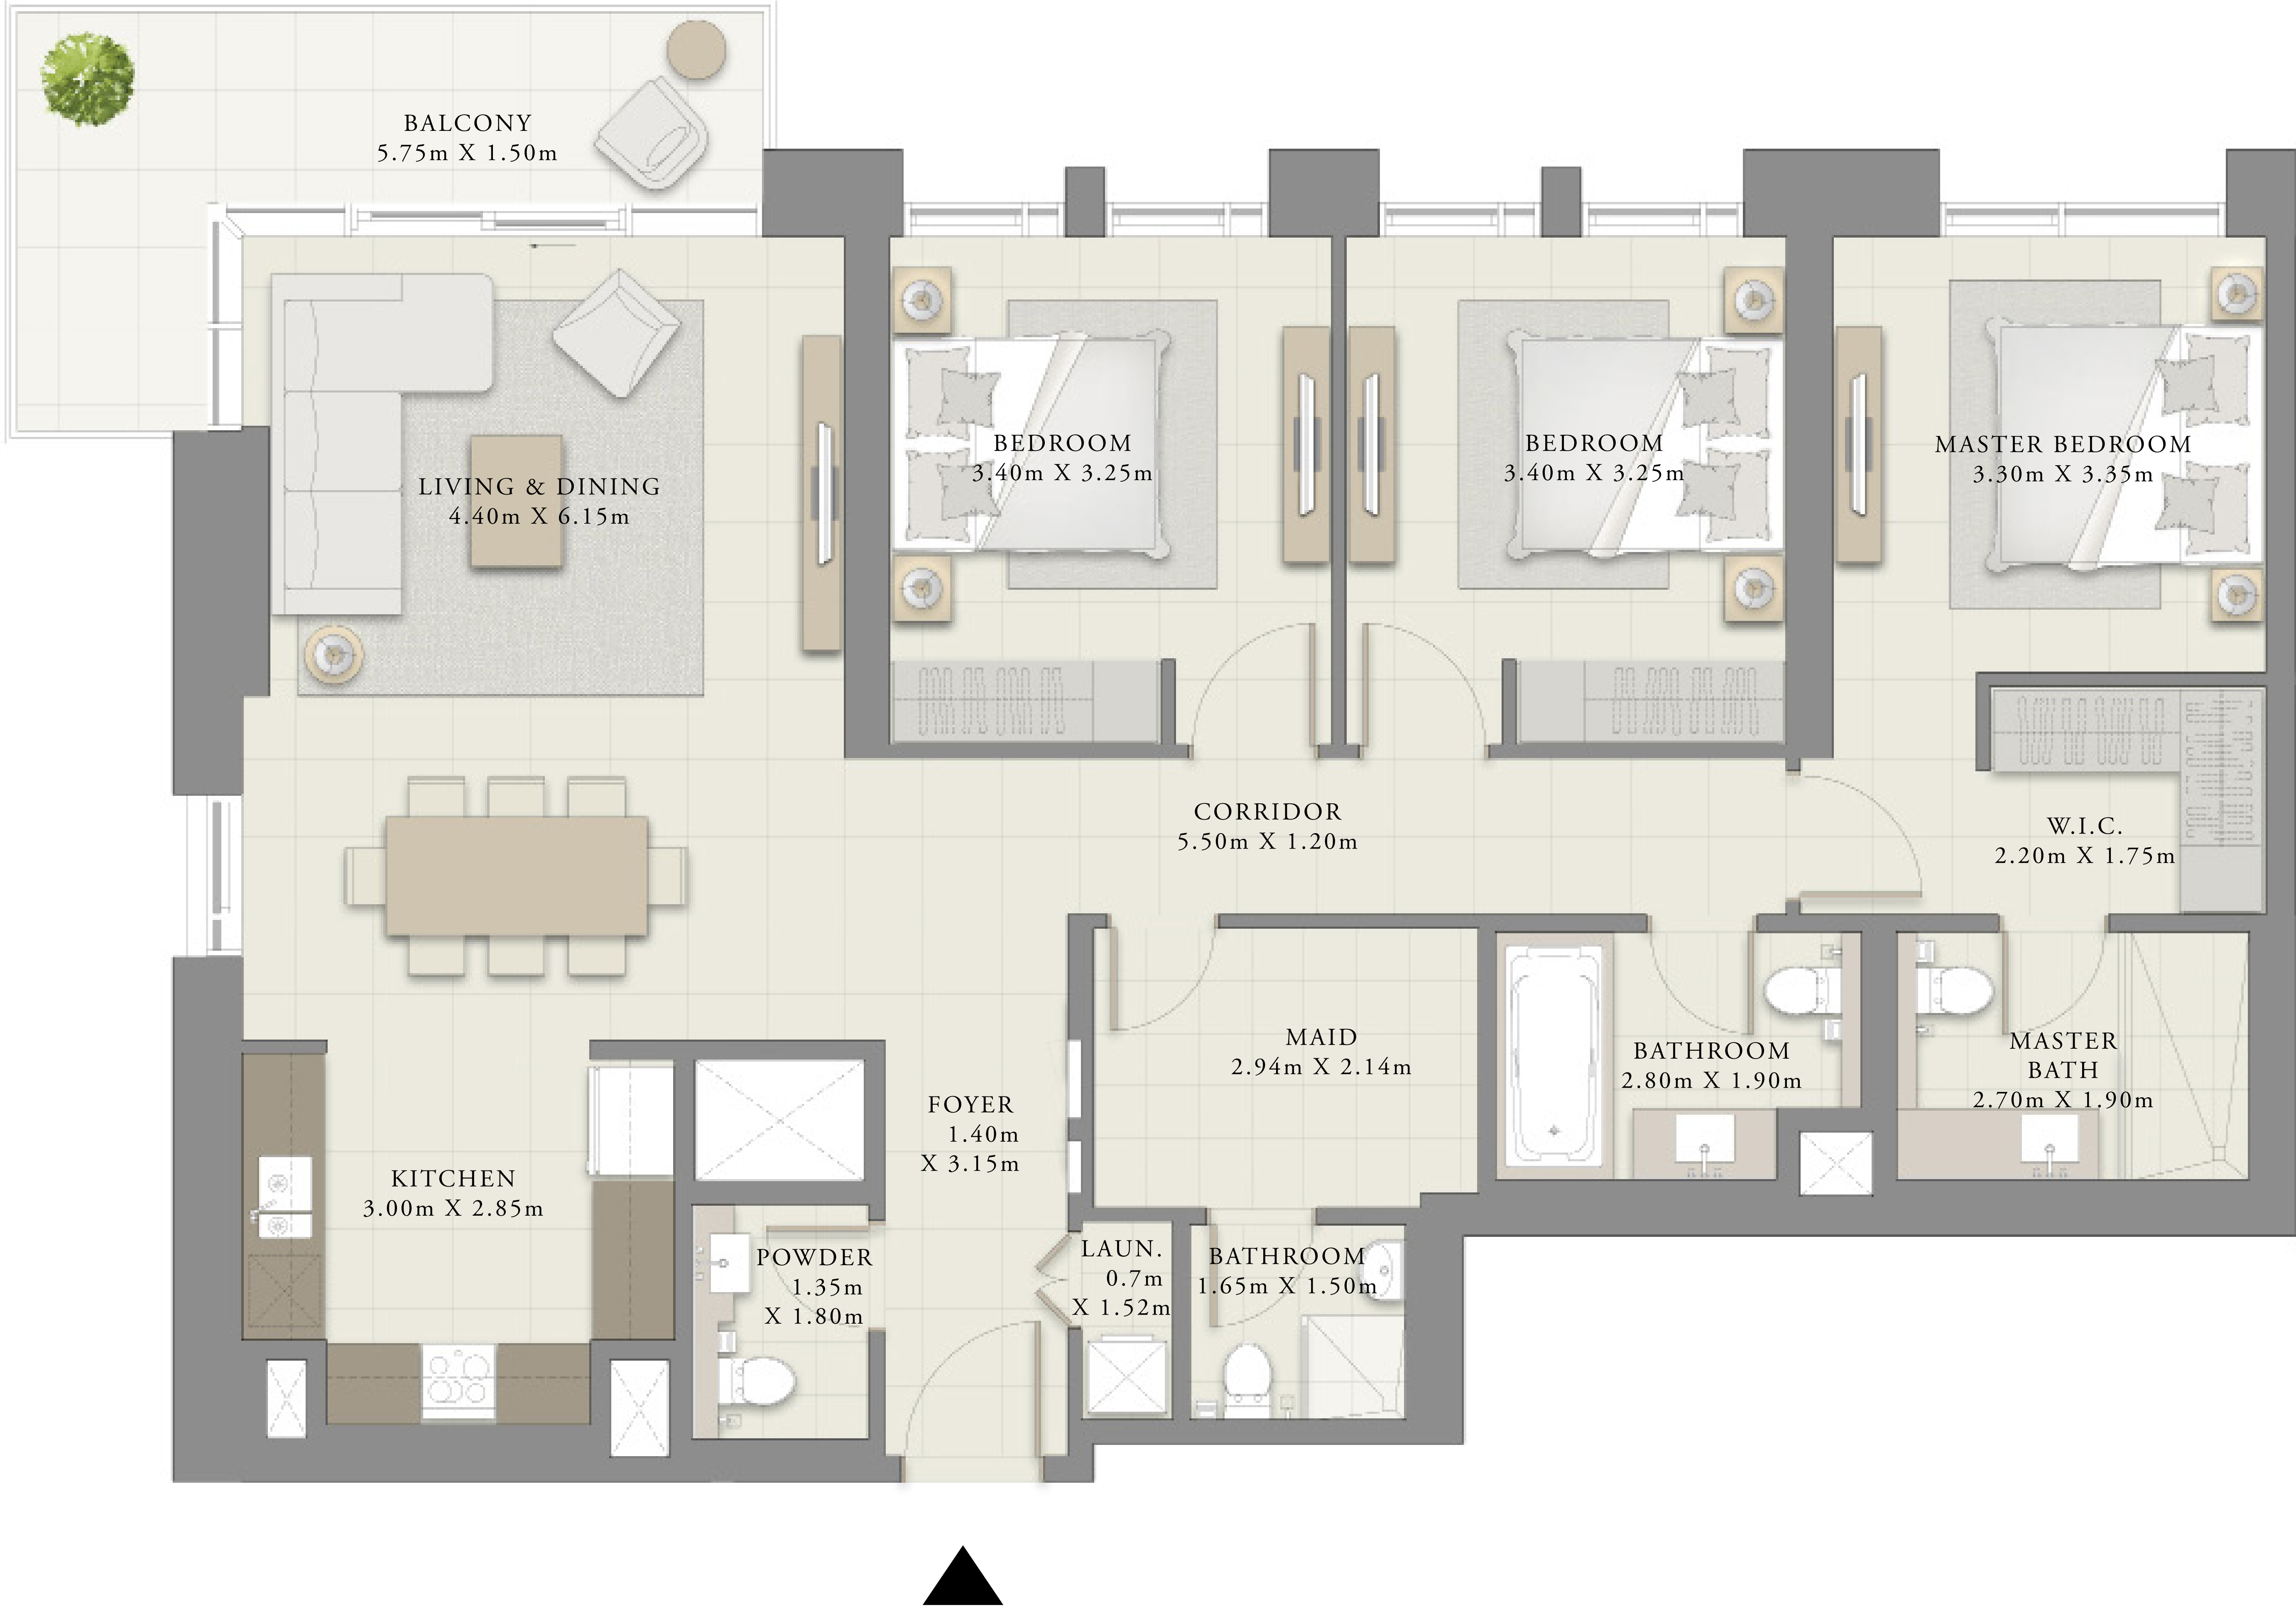 BALCONY
5.75m X 1.50m
BEDROOM
3.40m X 3.25m
BEDROOM
3.40m X 3.25m
MASTER BEDROOM
3.30m X 3.35m
LIVING & DINING
4.40m X 6.15m
CORRIDOR
5.50m X 1.20m
W.I.C.
2.20m X 1.75m
MAID
2.94m X 2.14m
BATHROOM
2.80m X 1.90m
MASTER
BATH
2.70m X 1.90m
FOYER
1.40m
X 3.15m
KITCHEN
3.00m X 2.85m
POWDER
1.35m
X 1.80m
LAUN.
0.7m
X 1.52m
BATHROOM
1.65m X 1.50m